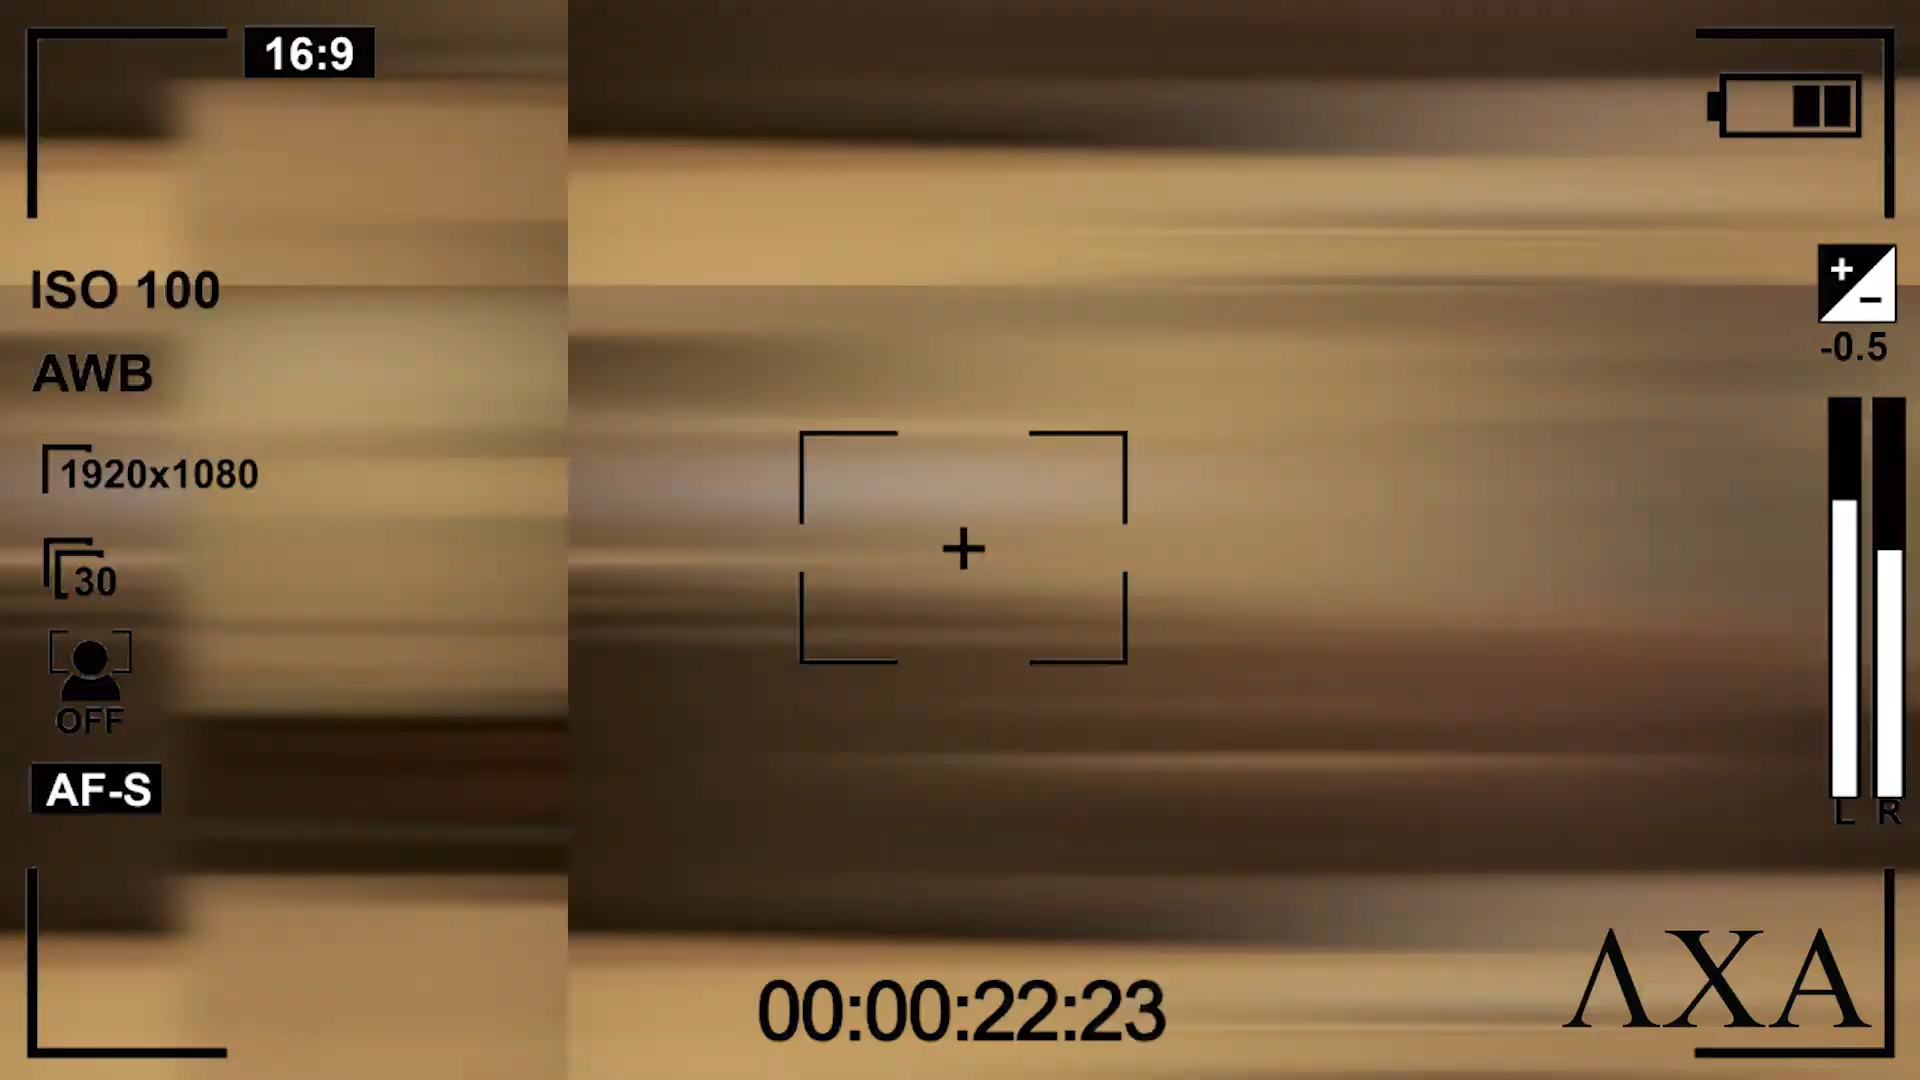 16:9
ISO 100
AWB
1920x1080
30
OFF
AF-S
+
−
-0.5
L R
00:00:22:23
ΛΧΑ